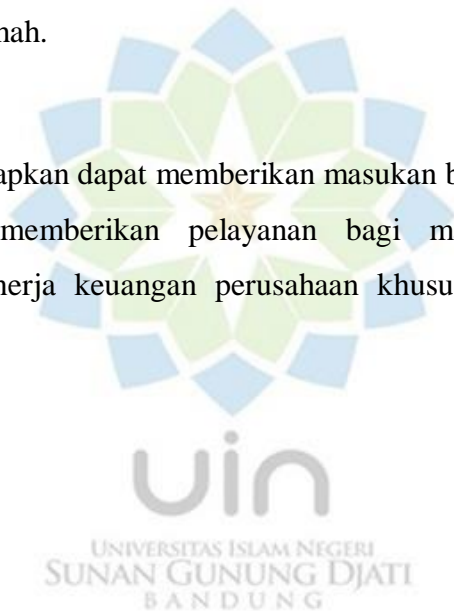 nah.
apkan dapat memberikan masukan b
memberikan pelayanan bagi m
nerja keuangan perusahaan khusu
uin
UNIVERSITAS ISLAM NEGERI
SUNAN GUNUNG DJATI
BANDUNG